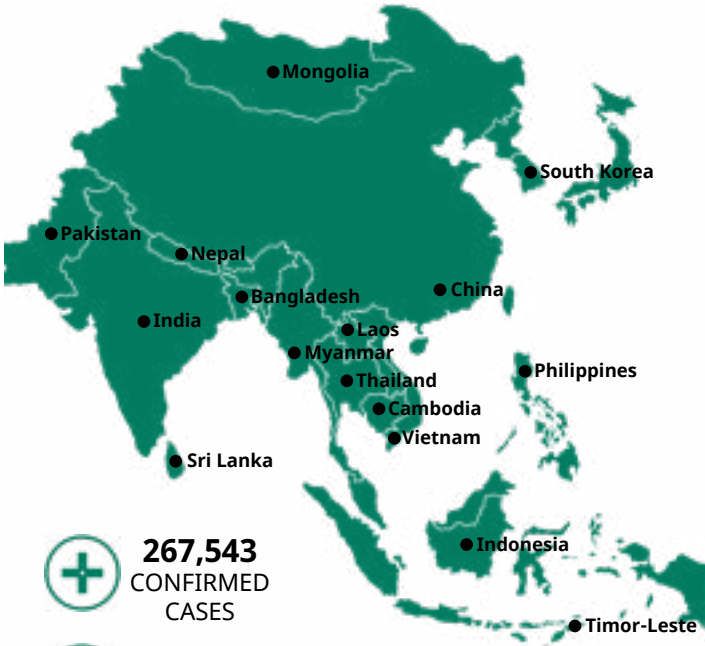 Mongolia
South Korea
Pakistan
Nepal
China
Bangladesh
India
Laos
Myanmar
Philippines
Thailand
Cambodia
Vietnam
Sri Lanka
Indonesia
267,543
CONFIRMED
CASES
Timor-Leste